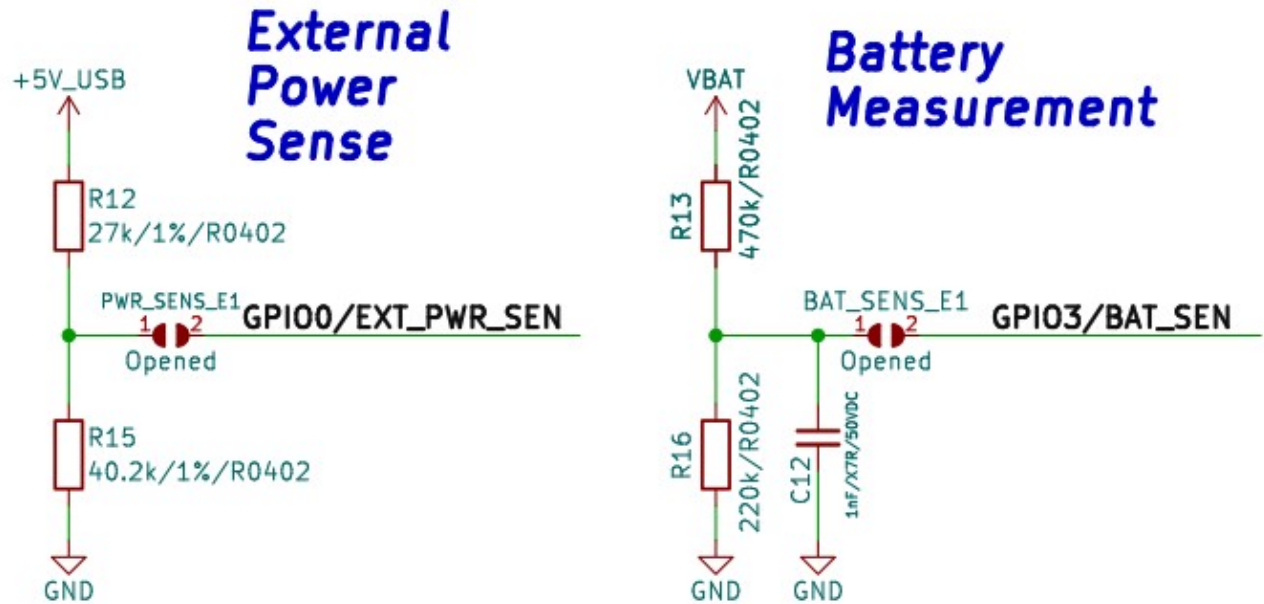 External
Power
Sense
+5V_USB
R12
27k/1%/R0402
PWR_SENS_E1
1 2
GPIO0/EXT_PWR_SEN
Opened
R15
40.2k/1%/R0402
GND
Battery
Measurement
VBAT
R13
470k/R0402
BAT_SENS_E1
1 2
GPIO3/BAT_SEN
Opened
R16
220k/R0402
C12
1nF/X7R/50VDC
GND
GND